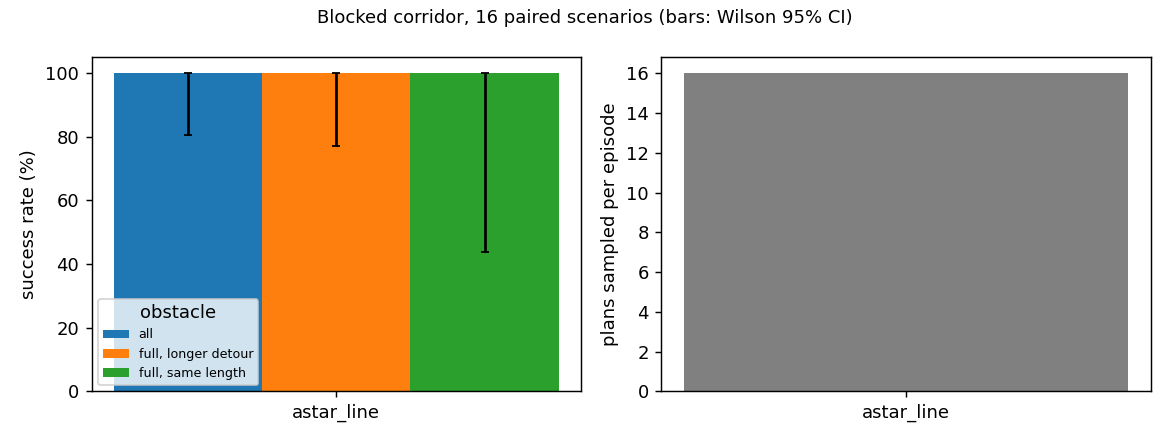 Blocked corridor, 16 paired scenarios (bars: Wilson 95% CI)
success rate (%)
100
80
60
40
20
0
obstacle
all
full, longer detour
full, same length
astar_line
plans sampled per episode
16
14
12
10
8
6
4
2
0
astar_line